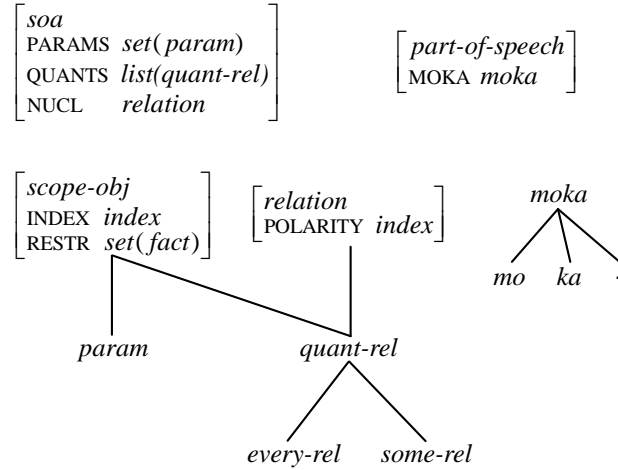 soa
PARAMS set(param)
QUANTS list(quant-rel)
NUCL relation
part-of-speech
MOKA moka
scope-obj
INDEX index
RESTR set(fact)
relation
POLARITY index
moka
mo ka
param quant-rel
every-rel some-rel